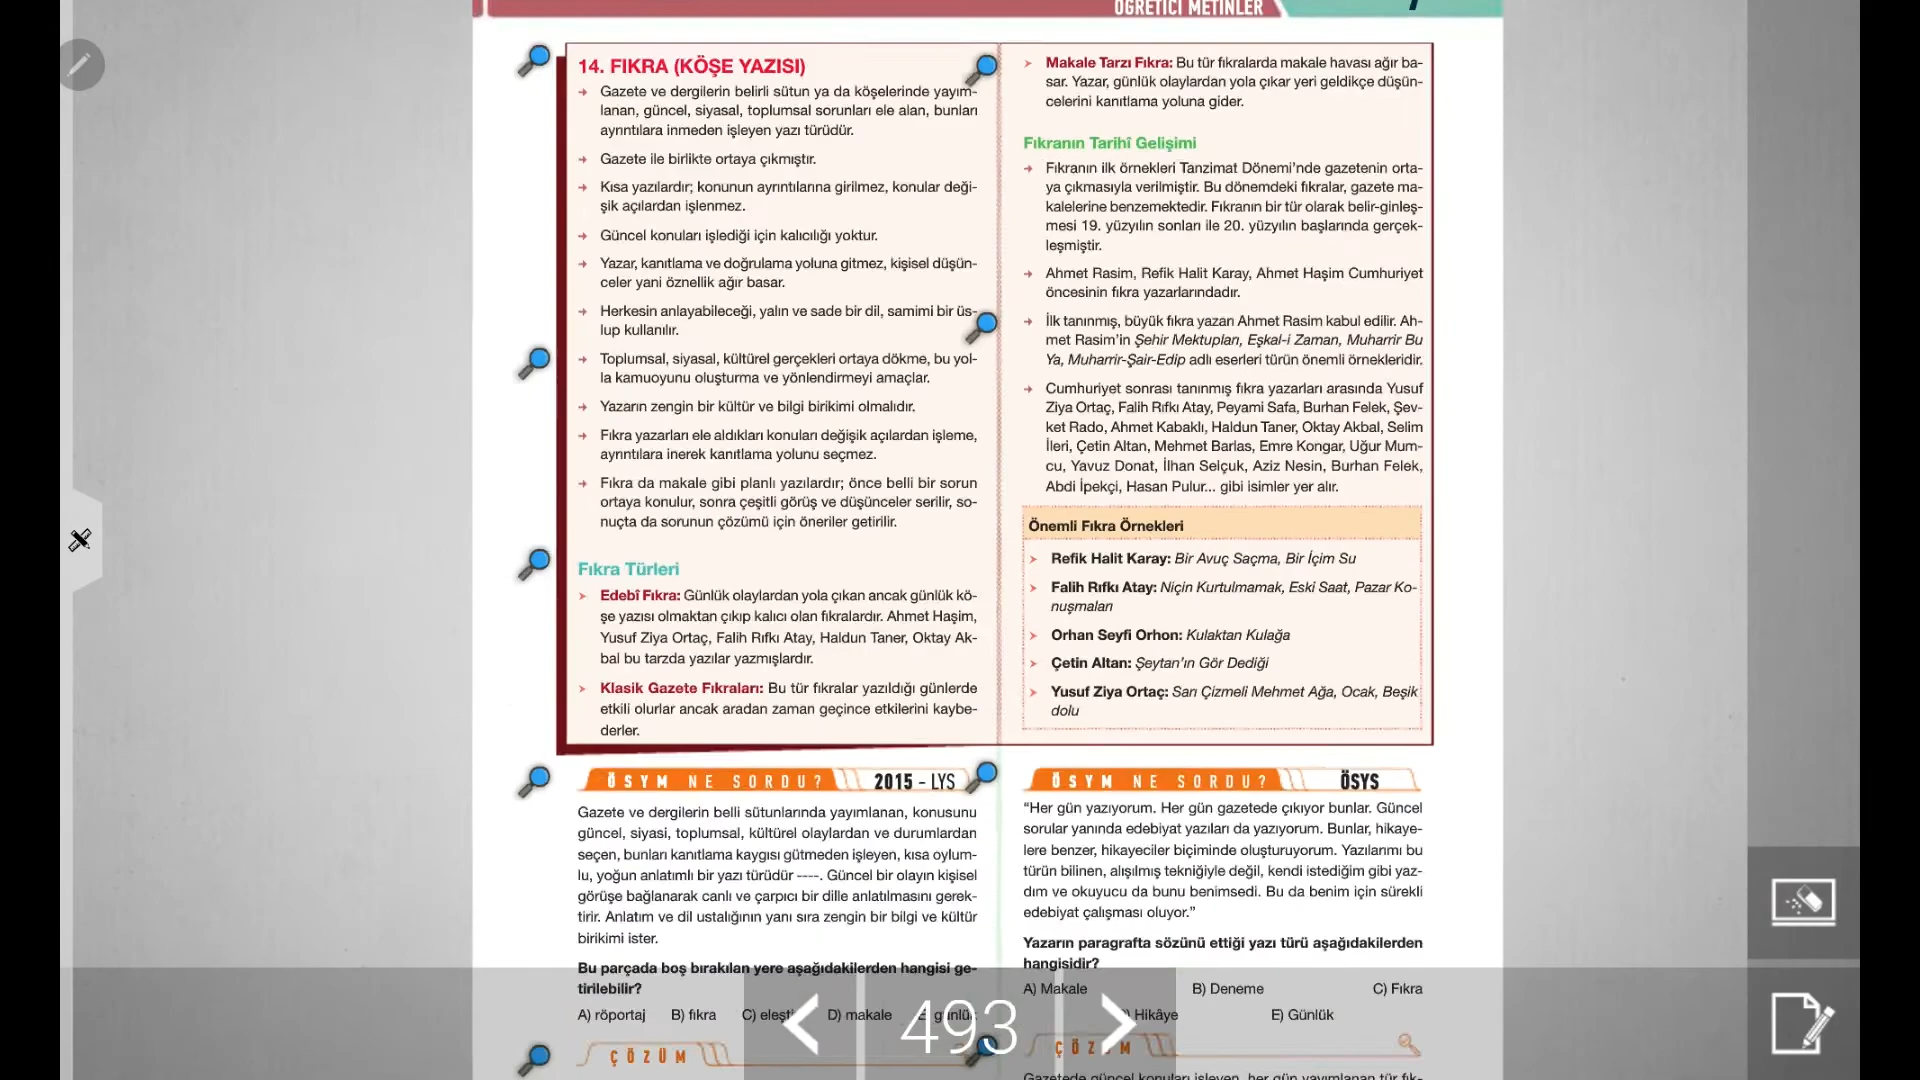 ÖĞRETİCİ METİNLER
14. FIKRA (KÖŞE YAZISI)
Gazete ve dergilerin belirli sütun ya da köşelerinde yayım-
lanan, güncel, siyasal, toplumsal sorunları ele alan, bunları
ayrıntılara inmeden işleyen yazı türüdür.
Gazete ile birlikte ortaya çıkmıştır.
Kısa yazılardır; konunun ayrıntılarına girilmez, konular deği-
şik açılardan işlenmez.
Güncel konuları işlediği için kalıcılığı yoktur.
Yazar, kanıtlama ve doğrulama yoluna gitmez, kişisel düşün-
celer yani öznellik ağır basar.
Herkesin anlayabileceği, yalın ve sade bir dil, samimi bir üs-
lup kullanılır.
Toplumsal, siyasal, kültürel gerçekleri ortaya dökme, bu yol-
la kamuoyunu oluşturma ve yönlendirmeyi amaçlar.
Yazarın zengin bir kültür ve bilgi birikimi olmalıdır.
Fıkra yazarları ele aldıkları konuları değişik açılardan işleme,
ayrıntılara inerek kanıtlama yolunu seçmez.
Fıkra da makale gibi planlı yazılardır; önce belli bir sorun
ortaya konulur, sonra çeşitli görüş ve düşünceler serilir, so-
nuçta da sorunun çözümü için öneriler getirilir.
Fıkra Türleri
Edebî Fıkra: Günlük olaylardan yola çıkan ancak günlük kö-
şe yazısı olmaktan çıkıp kalıcı olan fıkralardır. Ahmet Haşim,
Yusuf Ziya Ortaç, Falih Rıfkı Atay, Haldun Taner, Oktay Ak-
bal bu tarzda yazılar yazmışlardır.
Klasik Gazete Fıkraları: Bu tür fıkralar yazıldığı günlerde
etkili olurlar ancak aradan zaman geçince etkilerini kaybe-
derler.
Makale Tarzı Fıkra: Bu tür fıkralarda makale havası ağır ba-
sar. Yazar, günlük olaylardan yola çıkar yeri geldikçe düşün-
celerini kanıtlama yoluna gider.
Fıkranın Tarihî Gelişimi
Fıkranın ilk örnekleri Tanzimat Dönemi'nde gazetenin orta-
ya çıkmasıyla verilmiştir. Bu dönemdeki fıkralar, gazete ma-
kalelerine benzemektedir. Fıkranın bir tür olarak belir-ginleş-
mesi 19. yüzyılın sonları ile 20. yüzyılın başlarında gerçek-
leşmiştir.
Ahmet Rasim, Refik Halit Karay, Ahmet Haşim Cumhuriyet
öncesinin fıkra yazarlarındadır.
İlk tanınmış, büyük fıkra yazan Ahmet Rasim kabul edilir. Ah-
met Rasim'in Şehir Mektupları, Eşkal-i Zaman, Muharrir Bu
Ya, Muharrir-Şair-Edip adlı eserleri türün önemli örnekleridir.
Cumhuriyet sonrası tanınmış fıkra yazarları arasında Yusuf
Ziya Ortaç, Falih Rıfkı Atay, Peyami Safa, Burhan Felek, Şev-
ket Rado, Ahmet Kabaklı, Haldun Taner, Oktay Akbal, Selim
İleri, Çetin Altan, Mehmet Barlas, Emre Kongar, Uğur Mum-
cu, Yavuz Donat, İlhan Selçuk, Aziz Nesin, Burhan Felek,
Abdi İpekçi, Hasan Pulur... gibi isimler yer alır.
Önemli Fıkra Örnekleri
Refik Halit Karay: Bir Avuç Saçma, Bir İçim Su
Falih Rıfkı Atay: Niçin Kurtulmamak, Eski Saat, Pazar Ko-
nuşmaları
Orhan Seyfi Orhon: Kulaktan Kulağa
Çetin Altan: Şeytan'ın Gör Dediği
Yusuf Ziya Ortaç: Sarı Çizmeli Mehmet Ağa, Ocak, Beşik
dolu
ÖSYM NE SORDU? 2015 - LYS
Gazete ve dergilerin belli sütunlarında yayımlanan, konusunu
güncel, siyasi, toplumsal, kültürel olaylardan ve durumlardan
seçen, bunları kanıtlama kaygısı gütmeden işleyen, kısa oylum-
lu, yoğun anlatımlı bir yazı türüdür ----. Güncel bir olayın kişisel
görüşe bağlanarak canlı ve çarpıcı bir dille anlatılmasını gerek-
tirir. Anlatım ve dil ustalığının yanı sıra zengin bir bilgi ve kültür
birikimi ister.
Bu parçada boş bırakılan yere aşağıdakilerden hangisi ge-
tirilebilir?
A) röportaj B) fıkra C) eleşti D) makale E) günlük
ÇÖZÜM
ÖSYM NE SORDU? ÖSYS
"Her gün yazıyorum. Her gün gazetede çıkıyor bunlar. Güncel
sorular yanında edebiyat yazıları da yazıyorum. Bunlar, hikaye-
lere benzer, hikayeciler biçiminde oluşturuyorum. Yazılarımı bu
türün bilinen, alışılmış tekniğiyle değil, kendi istediğim gibi yaz-
dım ve okuyucu da bunu benimsedi. Bu da benim için sürekli
edebiyat çalışması oluyor."
Yazarın paragrafta sözünü ettiği yazı türü aşağıdakilerden
hangisidir?
A) Makale B) Deneme C) Fıkra
D) Hikâye E) Günlük
ÇÖZÜM
Gazetede güncel konuları işleyen, her gün yayımlanan tür fık-
493